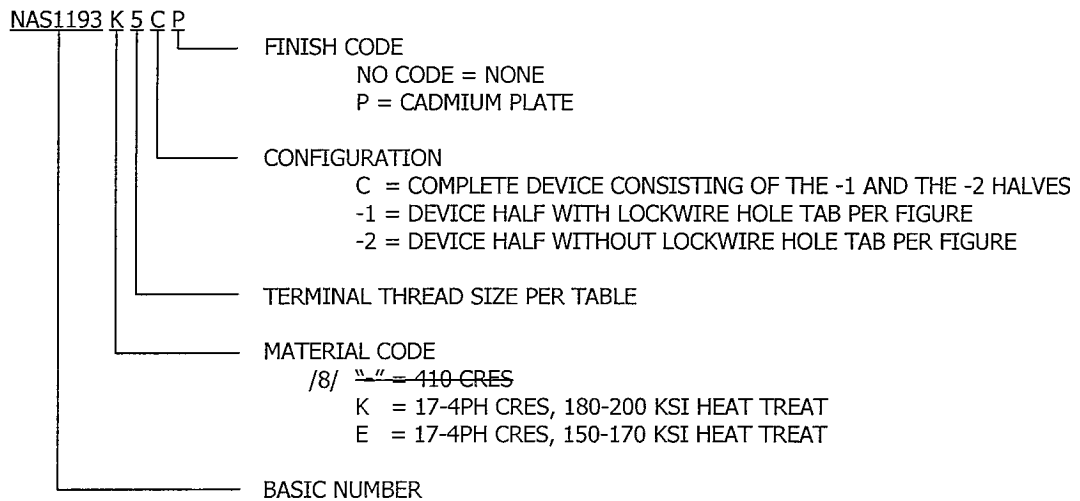 NAS1193 K 5 C P
FINISH CODE
NO CODE = NONE
P = CADMIUM PLATE
CONFIGURATION
C = COMPLETE DEVICE CONSISTING OF THE -1 AND THE -2 HALVES
-1 = DEVICE HALF WITH LOCKWIRE HOLE TAB PER FIGURE
-2 = DEVICE HALF WITHOUT LOCKWIRE HOLE TAB PER FIGURE
TERMINAL THREAD SIZE PER TABLE
MATERIAL CODE
/8/ "-" = 410 CRES
K = 17-4PH CRES, 180-200 KSI HEAT TREAT
E = 17-4PH CRES, 150-170 KSI HEAT TREAT
BASIC NUMBER